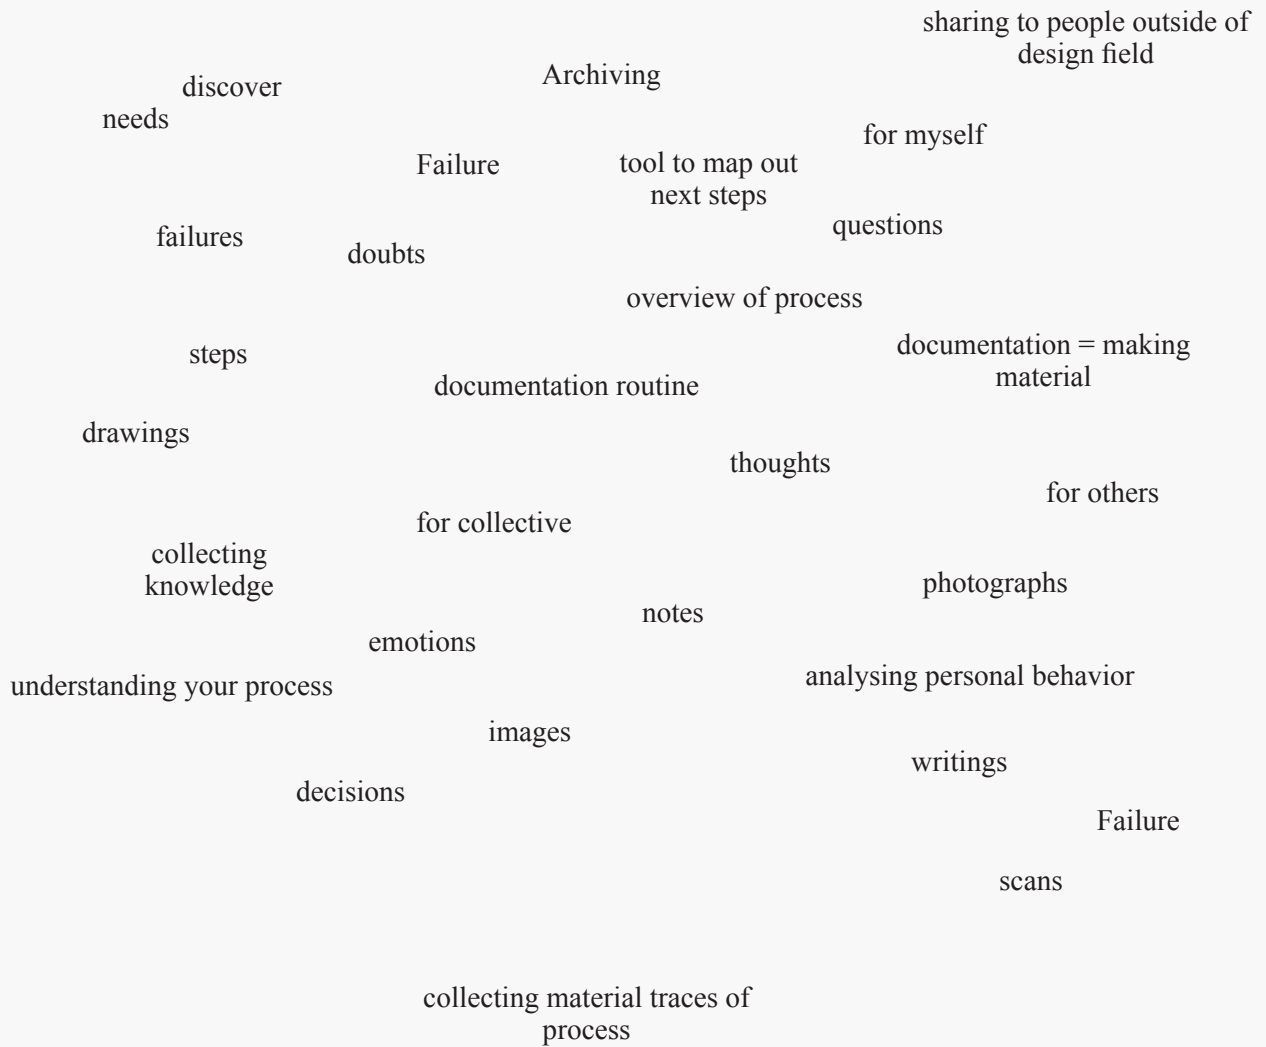 sharing to people outside of
design field
Archiving
discover
needs
for myself
Failure
tool to map out
next steps
questions
failures
doubts
overview of process
documentation = making
material
steps
documentation routine
drawings
thoughts
for others
for collective
collecting
knowledge
photographs
notes
emotions
analysing personal behavior
understanding your process
images
writings
decisions
Failure
scans
collecting material traces of
process